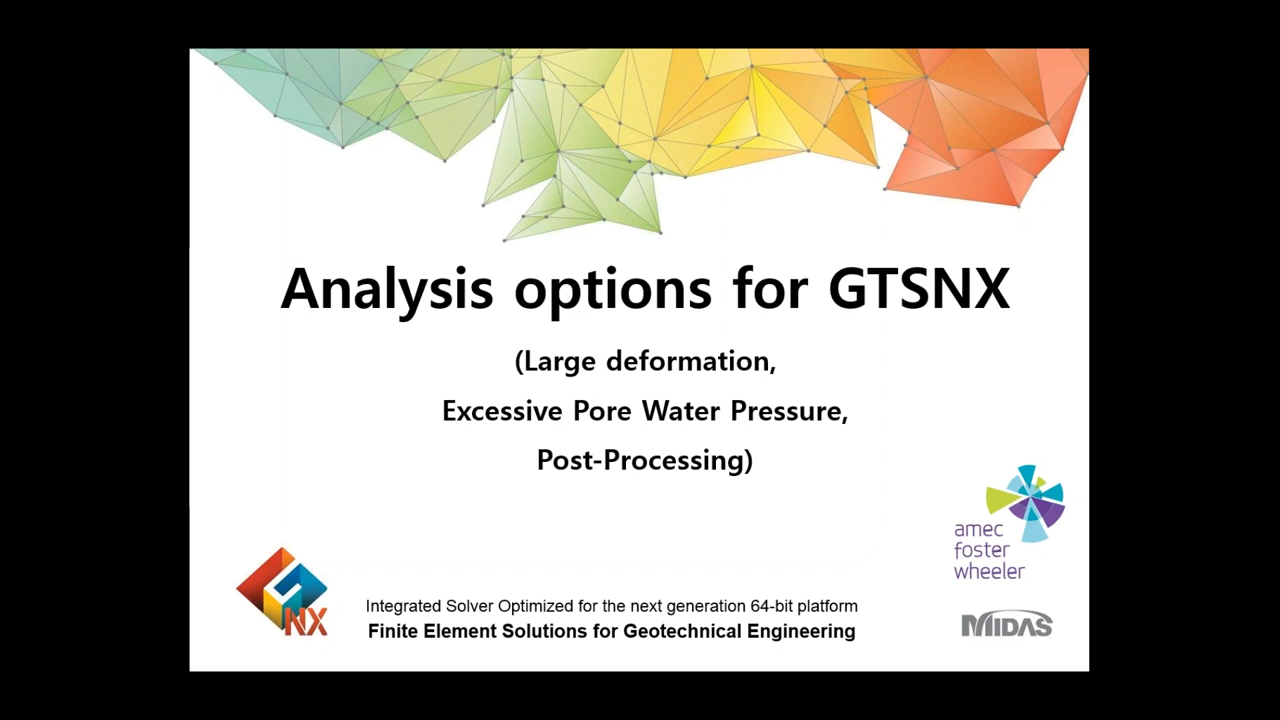 Analysis options for GTSNX
(Large deformation,
Excessive Pore Water Pressure,
Post-Processing)
amec
foster
wheeler
NX
Integrated Solver Optimized for the next generation 64-bit platform
Finite Element Solutions for Geotechnical Engineering
MIDAS